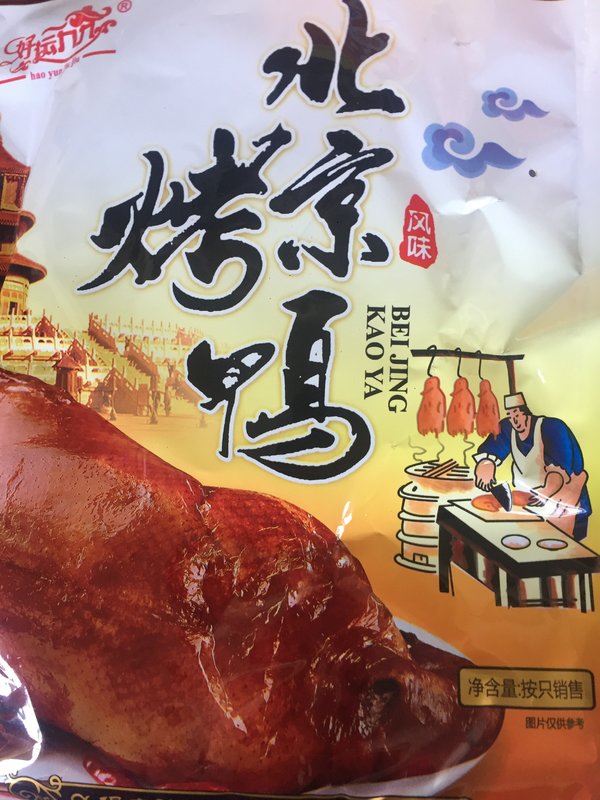 好运九九
®
hao yun jiu jiu
北京
烤鸭
风味
BEI JING
KAO YA
净含量:按只销售
图片仅供参考